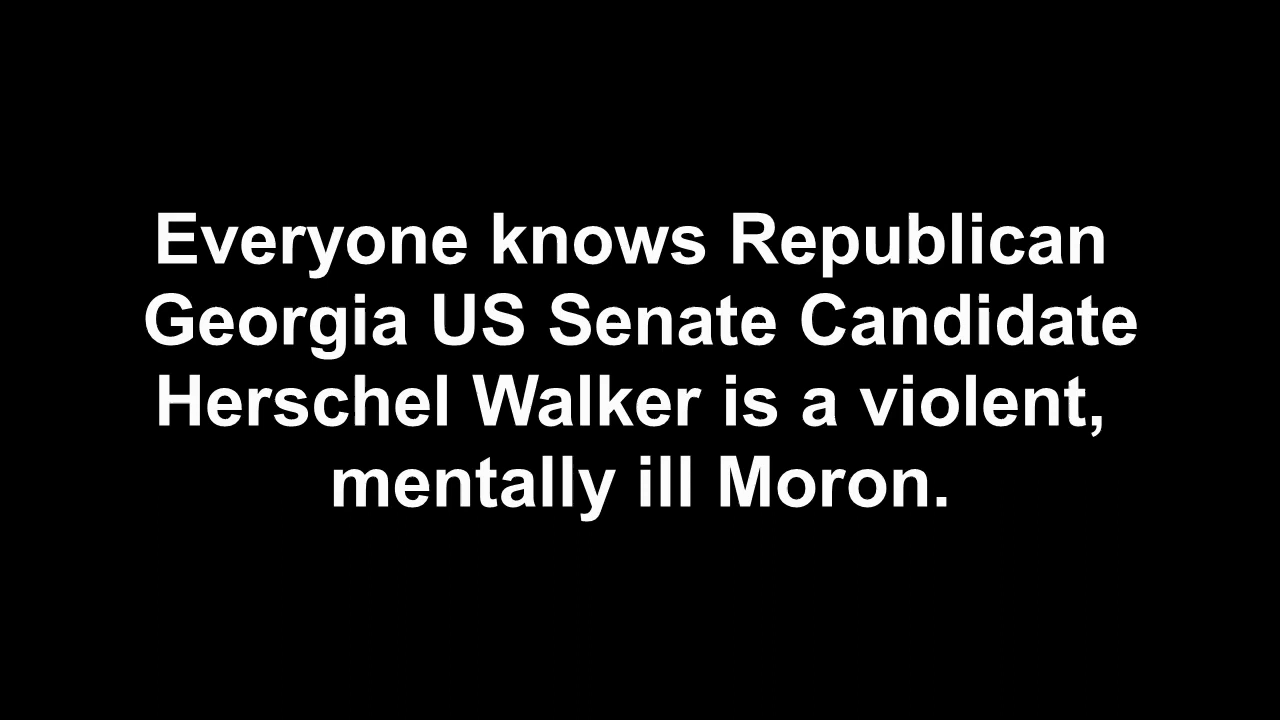 Everyone knows Republican
Georgia US Senate Candidate
Herschel Walker is a violent,
mentally ill Moron.